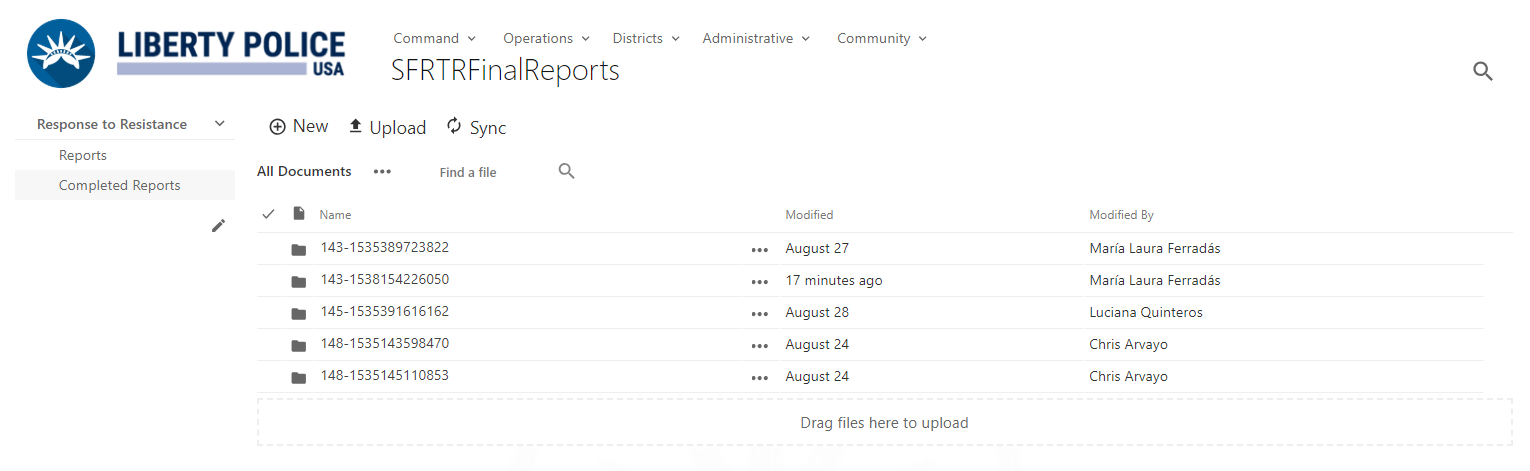 LIBERTY POLICE
USA
Command Operations Districts Administrative Community
SFRTRFinalReports
Response to Resistance
Reports
Completed Reports
New Upload Sync
All Documents ••• Find a file
Name Modified Modified By
143-1535389723822 ••• August 27 María Laura Ferradás
143-1538154226050 ••• 17 minutes ago María Laura Ferradás
145-1535391616162 ••• August 28 Luciana Quinteros
148-1535143598470 ••• August 24 Chris Arvayo
148-1535145110853 ••• August 24 Chris Arvayo
Drag files here to upload